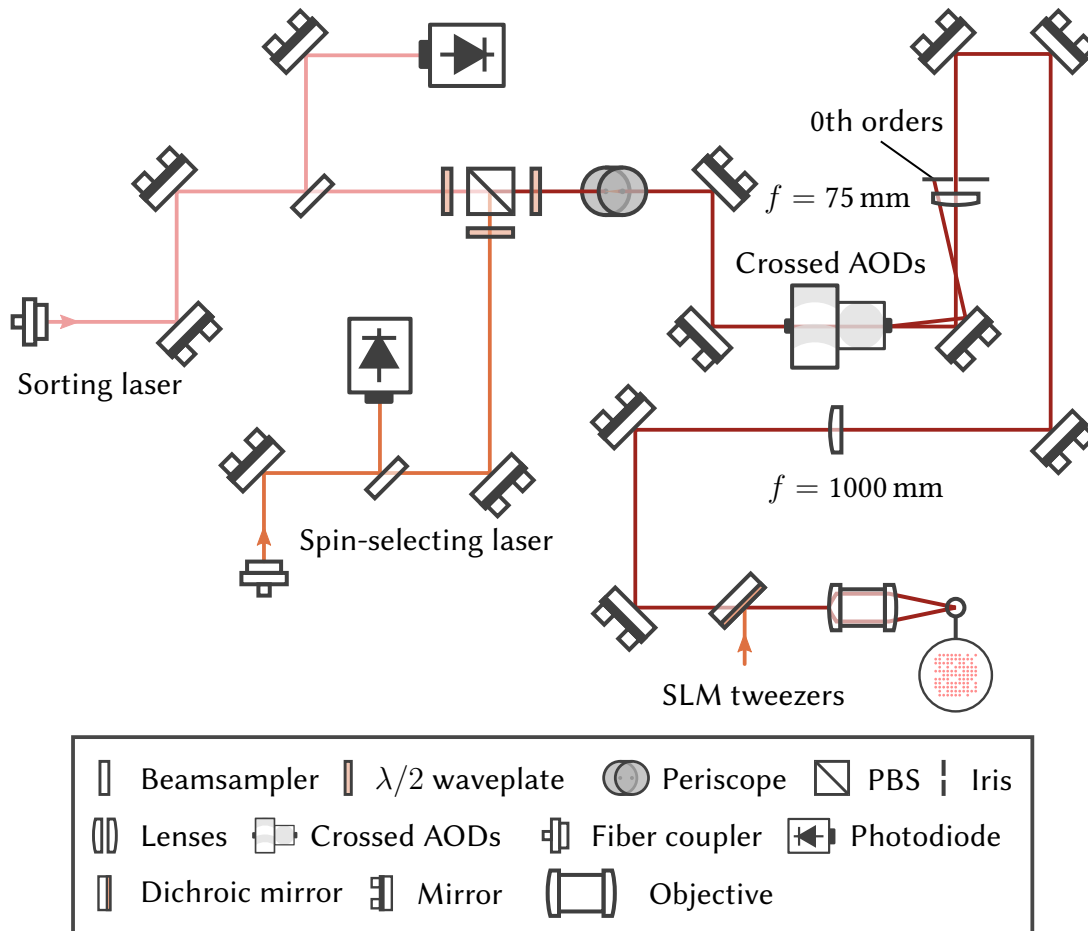 0th orders
f = 75 mm
Crossed AODs
Sorting laser
f = 1000 mm
Spin-selecting laser
SLM tweezers
Beamsampler
λ/2 waveplate
Periscope
PBS
Iris
Lenses
Crossed AODs
Fiber coupler
Photodiode
Dichroic mirror
Mirror
Objective